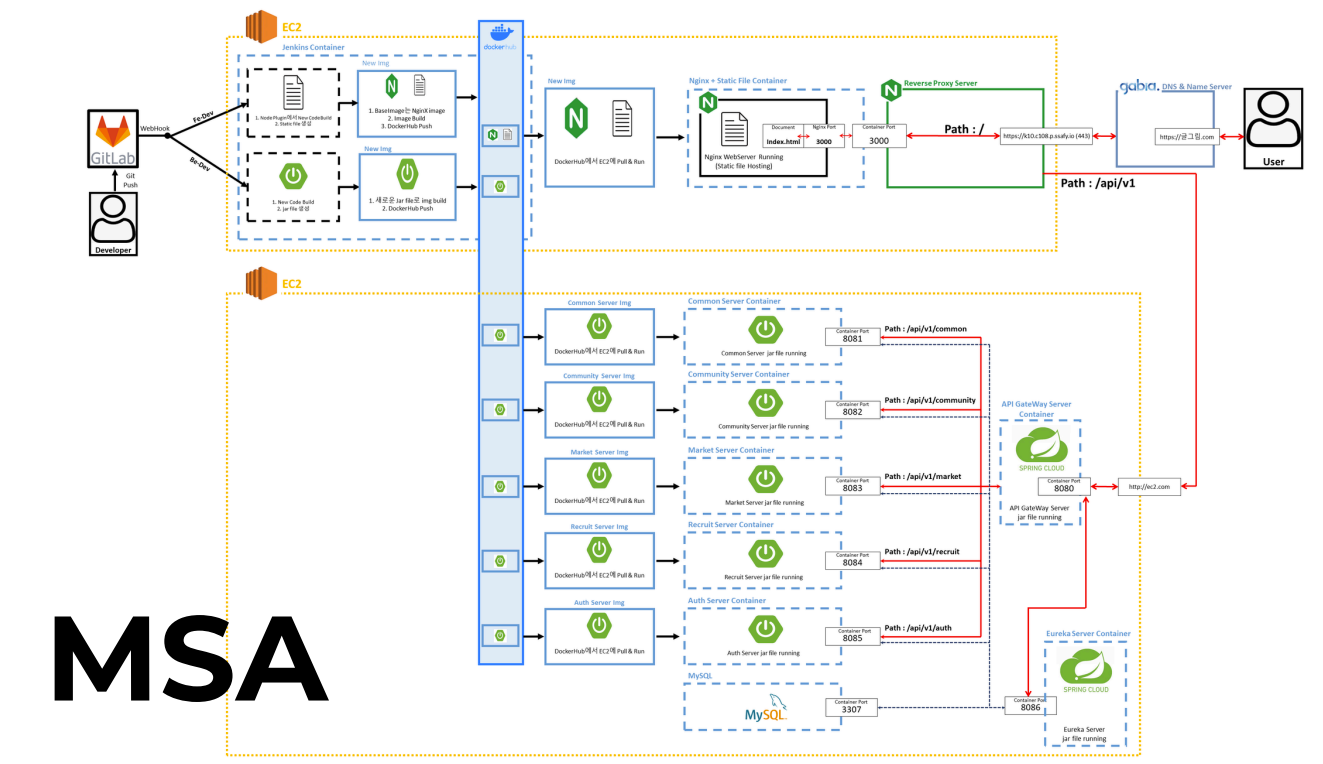 EC2
Jenkins Container
dockerhub
GitLab
WebHook
Fe-Dev
Be-Dev
Git
Push
Developer
1. Node Plugin에서 New CodeBuild
2. Static file 생성
New Img
1. BaseImage는 NginX image
2. Image Build
3. DockerHub Push
1. New Code Build
2. jar file 생성
New Img
1. 새로운 Jar file로 img build
2. DockerHub Push
New Img
DockerHub에서 EC2에 Pull & Run
Nginx + Static File Container
Document
Index.html
Nginx Port
3000
Nginx WebServer Running
(Static file Hosting)
Container Port
3000
Reverse Proxy Server
Path : /
https://k10.c108.p.ssafy.io (443)
gabia. DNS & Name Server
https://글그림.com
User
Path : /api/v1
EC2
Common Server Img
DockerHub에서 EC2에 Pull & Run
Common Server Container
Common Server jar file running
Container Port
8081
Path : /api/v1/common
Community Server Img
DockerHub에서 EC2에 Pull & Run
Community Server Container
Community Server jar file running
Container Port
8082
Path : /api/v1/community
Market Server Img
DockerHub에서 EC2에 Pull & Run
Market Server Container
Market Server jar file running
Container Port
8083
Path : /api/v1/market
Recruit Server Img
DockerHub에서 EC2에 Pull & Run
Recruit Server Container
Recruit Server jar file running
Container Port
8084
Path : /api/v1/recruit
Auth Server Img
DockerHub에서 EC2에 Pull & Run
Auth Server Container
Auth Server jar file running
Container Port
8085
Path : /api/v1/auth
API GateWay Server
Container
SPRING CLOUD
Container Port
8080
API GateWay Server
jar file running
http://ec2.com
MySQL
MySQL
Container Port
3307
Eureka Server Container
SPRING CLOUD
Container Port
8086
Eureka Server
jar file running
MSA